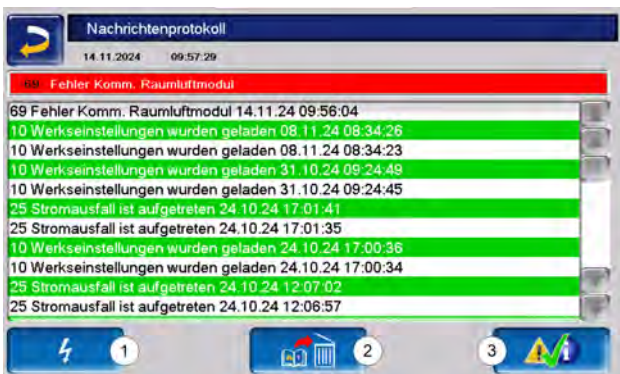 Nachrichtenprotokoll
14.11.2024 09:57:29
69 Fehler Komm. Raumluftmodul
69 Fehler Komm. Raumluftmodul 14.11.24 09:56:04
10 Werkseinstellungen wurden geladen 08.11.24 08:34:26
10 Werkseinstellungen wurden geladen 08.11.24 08:34:23
10 Werkseinstellungen wurden geladen 31.10.24 09:24:49
10 Werkseinstellungen wurden geladen 31.10.24 09:24:45
25 Stromausfall ist aufgetreten 24.10.24 17:01:41
25 Stromausfall ist aufgetreten 24.10.24 17:01:35
10 Werkseinstellungen wurden geladen 24.10.24 17:00:36
10 Werkseinstellungen wurden geladen 24.10.24 17:00:34
25 Stromausfall ist aufgetreten 24.10.24 12:07:02
25 Stromausfall ist aufgetreten 24.10.24 12:06:57
1 2 3